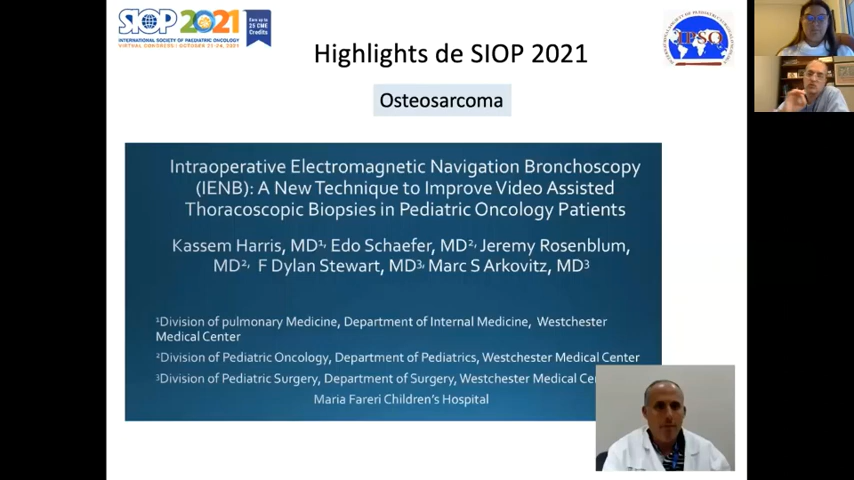 SIOP 2021
INTERNATIONAL SOCIETY OF PAEDIATRIC ONCOLOGY
VIRTUAL CONGRESS | OCTOBER 21-24, 2021
Earn up to
25 CME
Credits
Highlights de SIOP 2021
IPSO
Osteosarcoma
Intraoperative Electromagnetic Navigation Bronchoscopy
(IENB): A New Technique to Improve Video Assisted
Thoracoscopic Biopsies in Pediatric Oncology Patients
Kassem Harris, MD¹, Edo Schaefer, MD², Jeremy Rosenblum,
MD², F Dylan Stewart, MD³, Marc S Arkovitz, MD³
¹Division of pulmonary Medicine, Department of Internal Medicine, Westchester
Medical Center
²Division of Pediatric Oncology, Department of Pediatrics, Westchester Medical Center
³Division of Pediatric Surgery, Department of Surgery, Westchester Medical
Maria Fareri Children's Hospital